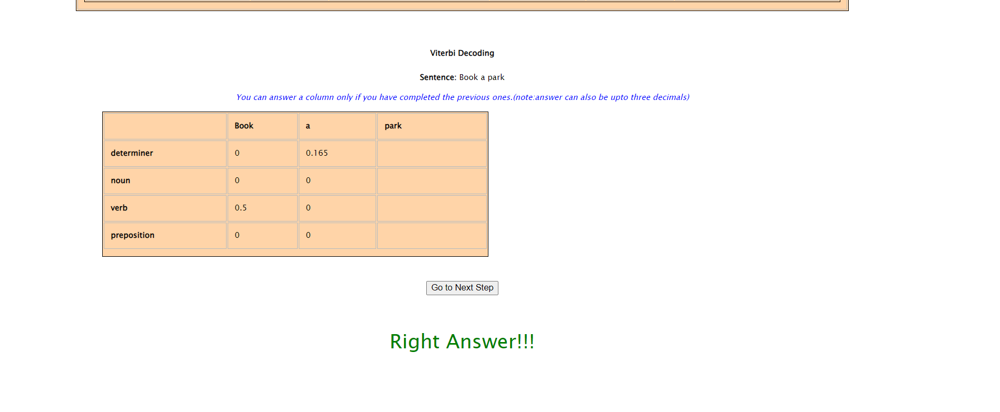 Viterbi Decoding
Sentence: Book a park
You can answer a column only if you have completed the previous ones.(note:answer can also be upto three decimals)
Book a park
determiner 0 0.165
noun 0 0
verb 0.5 0
preposition 0 0
Go to Next Step
Right Answer!!!